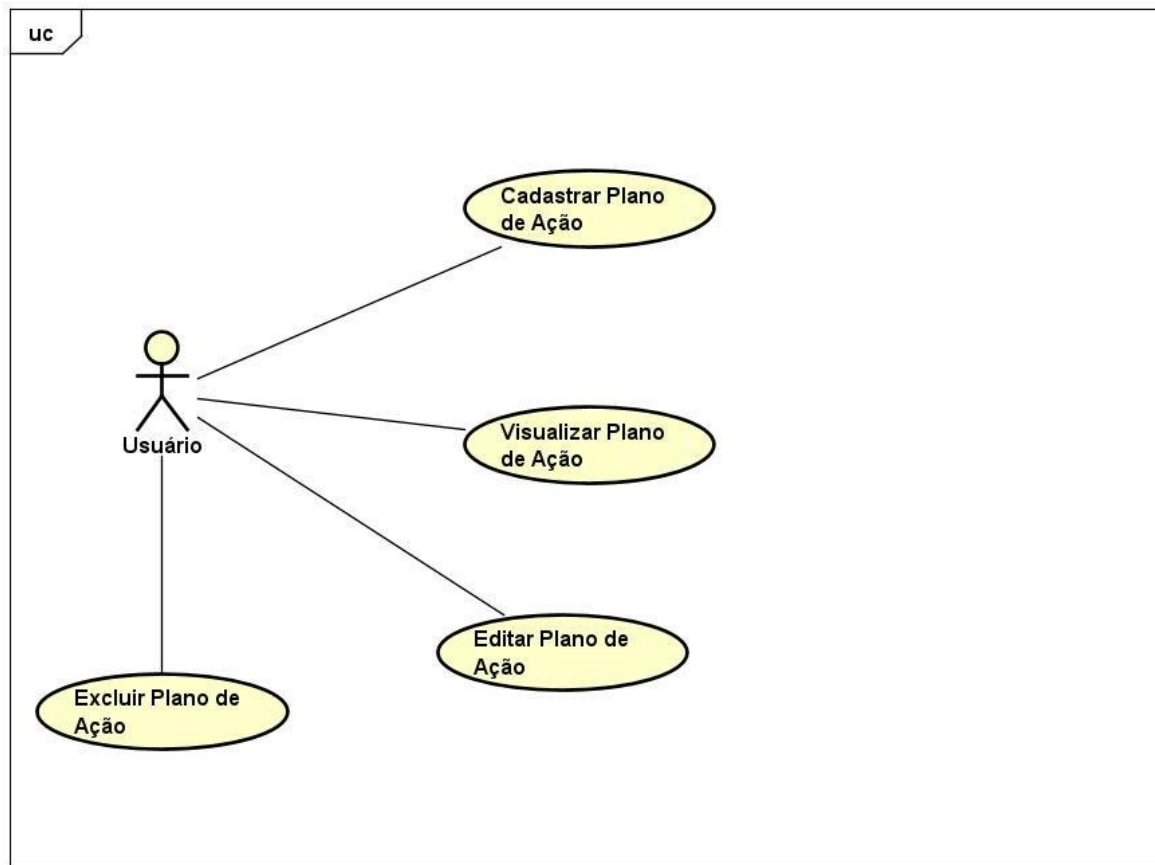 uc
Cadastrar Plano
de Ação
Usuário
Visualizar Plano
de Ação
Editar Plano de
Ação
Excluir Plano de
Ação